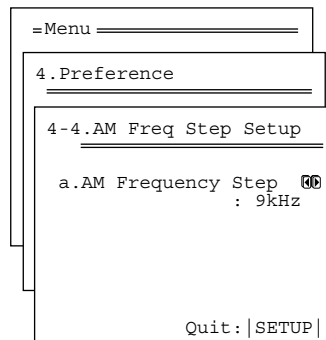 =Menu
4.Preference
4-4.AM Freq Step Setup
a.AM Frequency Step
: 9kHz
Quit:|SETUP|